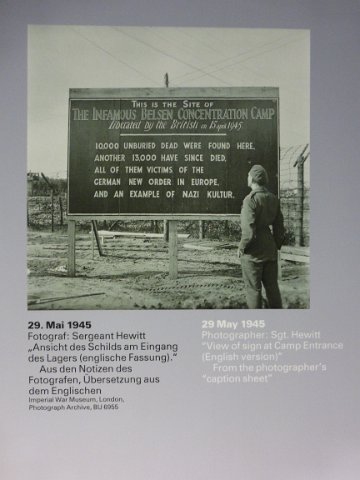 THIS IS THE SITE OF
THE INFAMOUS BELSEN CONCENTRATION CAMP
Liberated by the British on 15 april 1945.
10,000 UNBURIED DEAD WERE FOUND HERE,
ANOTHER 13,000 HAVE SINCE DIED,
ALL OF THEM VICTIMS OF THE
GERMAN NEW ORDER IN EUROPE,
AND AN EXAMPLE OF NAZI KULTUR.
29. Mai 1945
Fotograf: Sergeant Hewitt
„Ansicht des Schilds am Eingang
des Lagers (englische Fassung).“
Aus den Notizen des
Fotografen, Übersetzung aus
dem Englischen
Imperial War Museum, London,
Photograph Archive, BU 6955
29 May 1945
Photographer: Sgt. Hewitt
“View of sign at Camp Entrance
(English version)”
From the photographer's
“caption sheet”